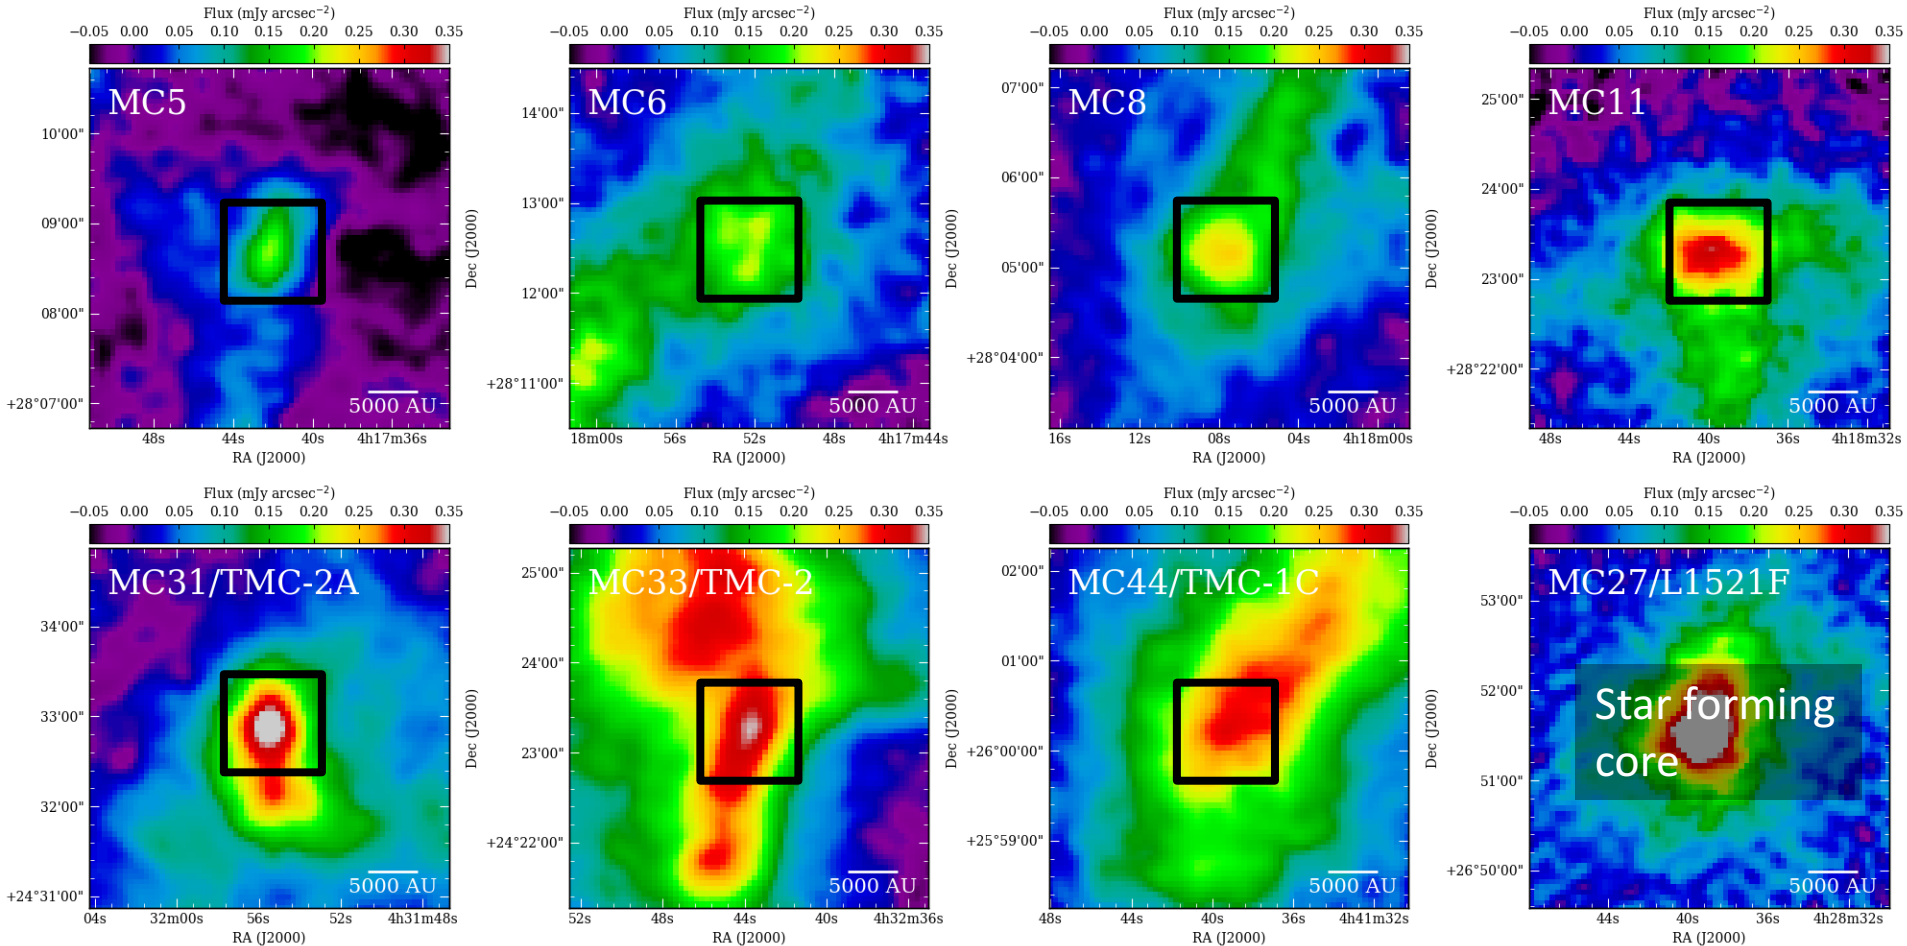 Flux (mJy arcsec⁻²) Flux (mJy arcsec⁻²) Flux (mJy arcsec⁻²) Flux (mJy arcsec⁻²)
−0.05 0.00 0.05 0.10 0.15 0.20 0.25 0.30 0.35 −0.05 0.00 0.05 0.10 0.15 0.20 0.25 0.30 0.35 −0.05 0.00 0.05 0.10 0.15 0.20 0.25 0.30 0.35 −0.05 0.00 0.05 0.10 0.15 0.20 0.25 0.30 0.35
MC5
10'00"
09'00"
08'00"
+28°07'00"
5000 AU
48s 44s 40s 4h17m36s
RA (J2000)
Dec (J2000)
MC6
14'00"
13'00"
12'00"
+28°11'00"
5000 AU
18m00s 56s 52s 48s 4h17m44s
RA (J2000)
Dec (J2000)
MC8
07'00"
06'00"
05'00"
+28°04'00"
5000 AU
16s 12s 08s 04s 4h18m00s
RA (J2000)
Dec (J2000)
MC11
25'00"
24'00"
23'00"
+28°22'00"
5000 AU
48s 44s 40s 36s 4h18m32s
RA (J2000)
Flux (mJy arcsec⁻²) Flux (mJy arcsec⁻²) Flux (mJy arcsec⁻²) Flux (mJy arcsec⁻²)
−0.05 0.00 0.05 0.10 0.15 0.20 0.25 0.30 0.35 −0.05 0.00 0.05 0.10 0.15 0.20 0.25 0.30 0.35 −0.05 0.00 0.05 0.10 0.15 0.20 0.25 0.30 0.35 −0.05 0.00 0.05 0.10 0.15 0.20 0.25 0.30 0.35
MC31/TMC-2A
34'00"
33'00"
32'00"
+24°31'00"
5000 AU
04s 32m00s 56s 52s 4h31m48s
RA (J2000)
Dec (J2000)
MC33/TMC-2
25'00"
24'00"
23'00"
+24°22'00"
5000 AU
52s 48s 44s 40s 4h32m36s
RA (J2000)
Dec (J2000)
MC44/TMC-1C
02'00"
01'00"
+26°00'00"
+25°59'00"
5000 AU
48s 44s 40s 36s 4h41m32s
RA (J2000)
Dec (J2000)
MC27/L1521F
53'00"
52'00"
51'00"
+26°50'00"
Star forming
core
5000 AU
44s 40s 36s 4h28m32s
RA (J2000)